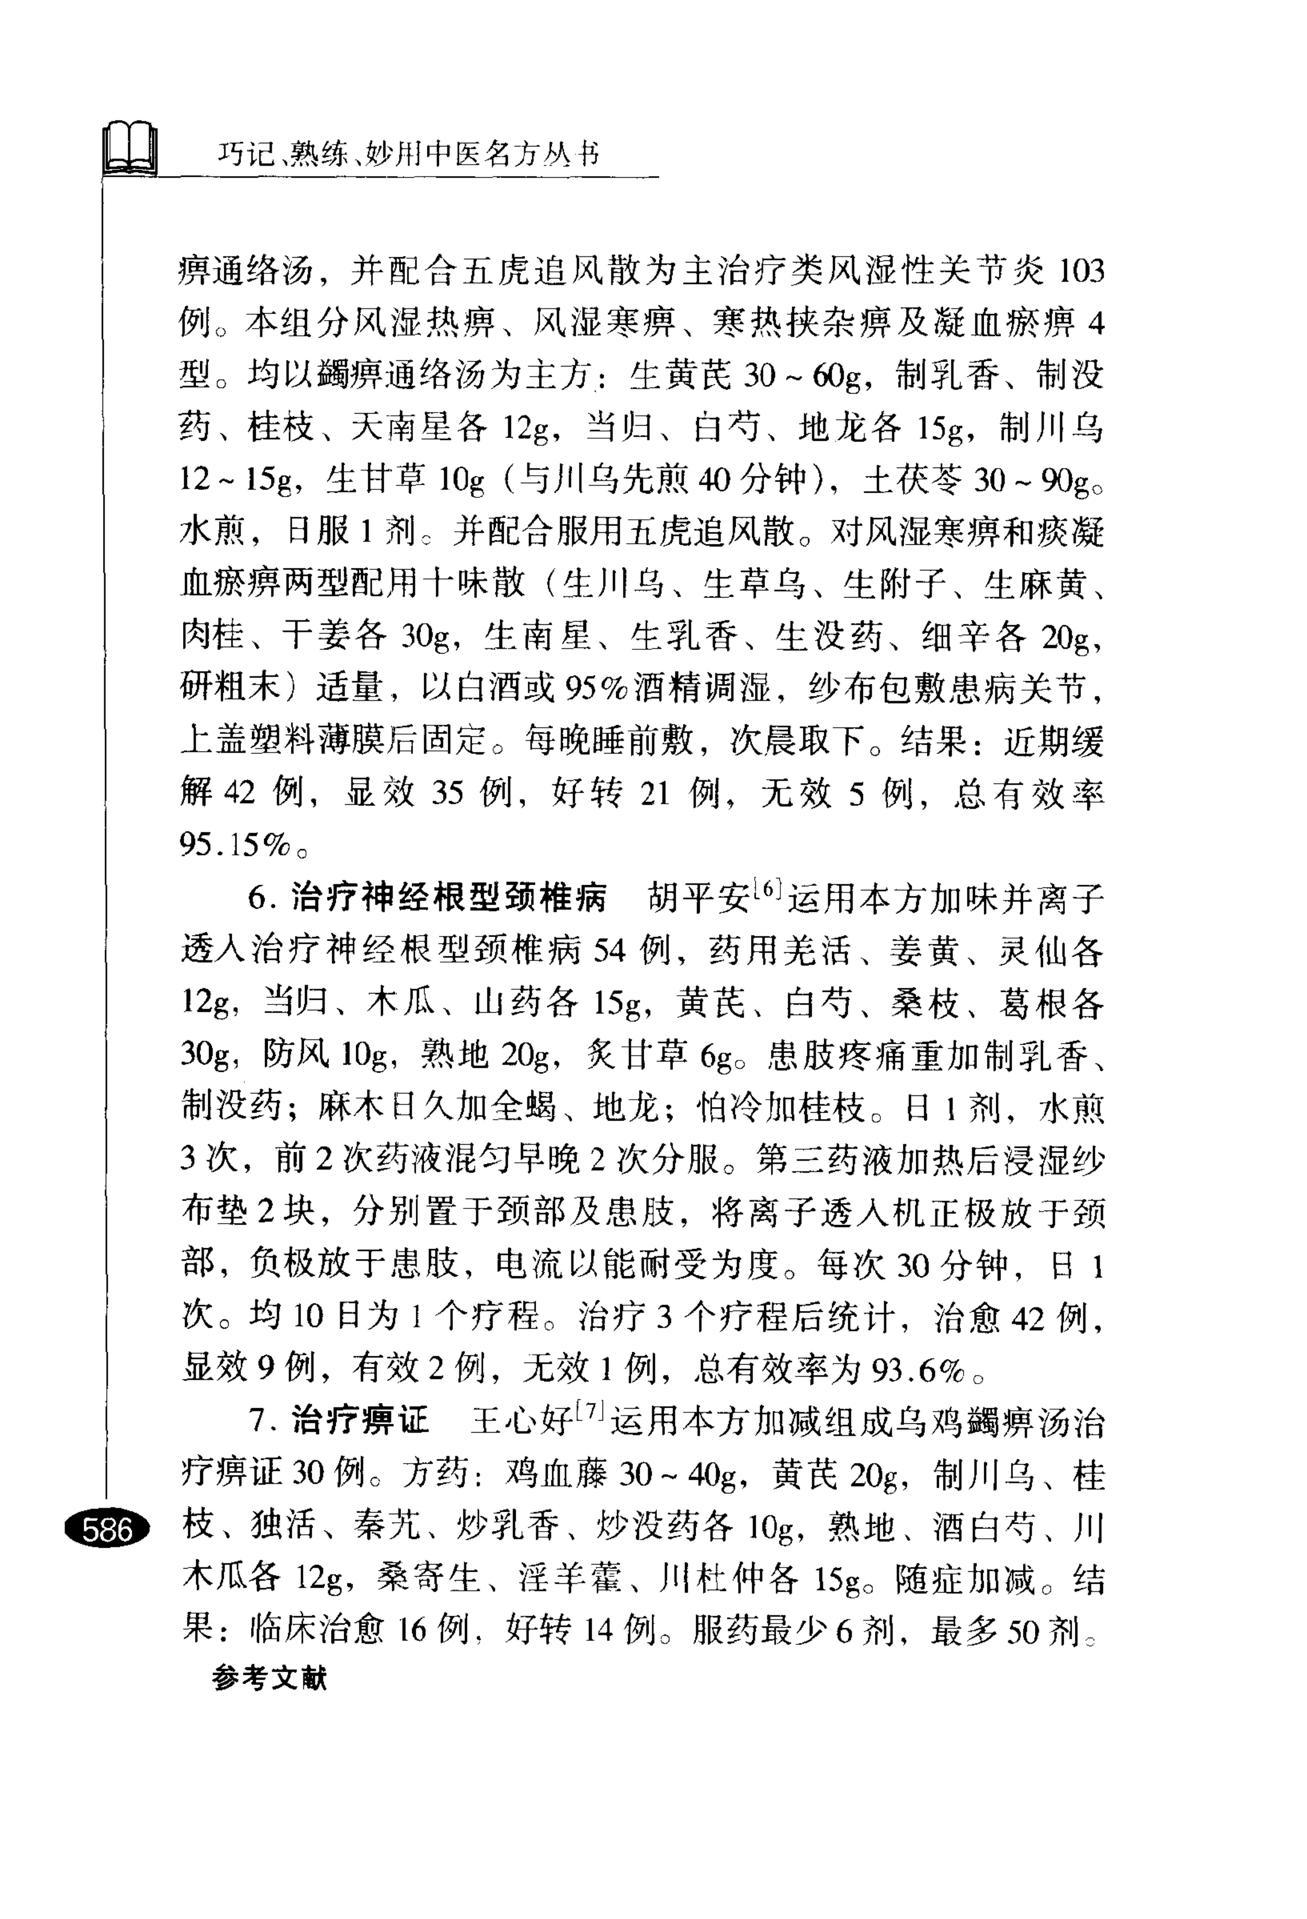 巧记、熟练、妙用中医名方丛书
痹通络汤，并配合五虎追风散为主治疗类风湿性关节炎 103
例。本组分风湿热痹、风湿寒痹、寒热挟杂痹及凝血瘀痹 4
型。均以蠲痹通络汤为主方：生黄芪 30～60g，制乳香、制没
药、桂枝、天南星各 12g，当归、白芍、地龙各 15g，制川乌
12～15g，生甘草 10g（与川乌先煎 40 分钟），土茯苓 30～90g。
水煎，日服 1 剂。并配合服用五虎追风散。对风湿寒痹和痰凝
血瘀痹两型配用十味散（生川乌、生草乌、生附子、生麻黄、
肉桂、干姜各 30g，生南星、生乳香、生没药、细辛各 20g，
研粗末）适量，以白酒或 95%酒精调湿，纱布包敷患病关节，
上盖塑料薄膜后固定。每晚睡前敷，次晨取下。结果：近期缓
解 42 例，显效 35 例，好转 21 例，无效 5 例，总有效率
95.15%。
6. 治疗神经根型颈椎病　胡平安[6]运用本方加味并离子
透入治疗神经根型颈椎病 54 例，药用羌活、姜黄、灵仙各
12g，当归、木瓜、山药各 15g，黄芪、白芍、桑枝、葛根各
30g，防风 10g，熟地 20g，炙甘草 6g。患肢疼痛重加制乳香、
制没药；麻木日久加全蝎、地龙；怕冷加桂枝。日 1 剂，水煎
3 次，前 2 次药液混匀早晚 2 次分服。第三药液加热后浸湿纱
布垫 2 块，分别置于颈部及患肢，将离子透入机正极放于颈
部，负极放于患肢，电流以能耐受为度。每次 30 分钟，日 1
次。均 10 日为 1 个疗程。治疗 3 个疗程后统计，治愈 42 例，
显效 9 例，有效 2 例，无效 1 例，总有效率为 93.6%。
7. 治疗痹证　王心好[7]运用本方加减组成乌鸡蠲痹汤治
疗痹证 30 例。方药：鸡血藤 30～40g，黄芪 20g，制川乌、桂
枝、独活、秦艽、炒乳香、炒没药各 10g，熟地、酒白芍、川
木瓜各 12g，桑寄生、淫羊藿、川杜仲各 15g。随症加减。结
果：临床治愈 16 例，好转 14 例。服药最少 6 剂，最多 50 剂。
参考文献
586